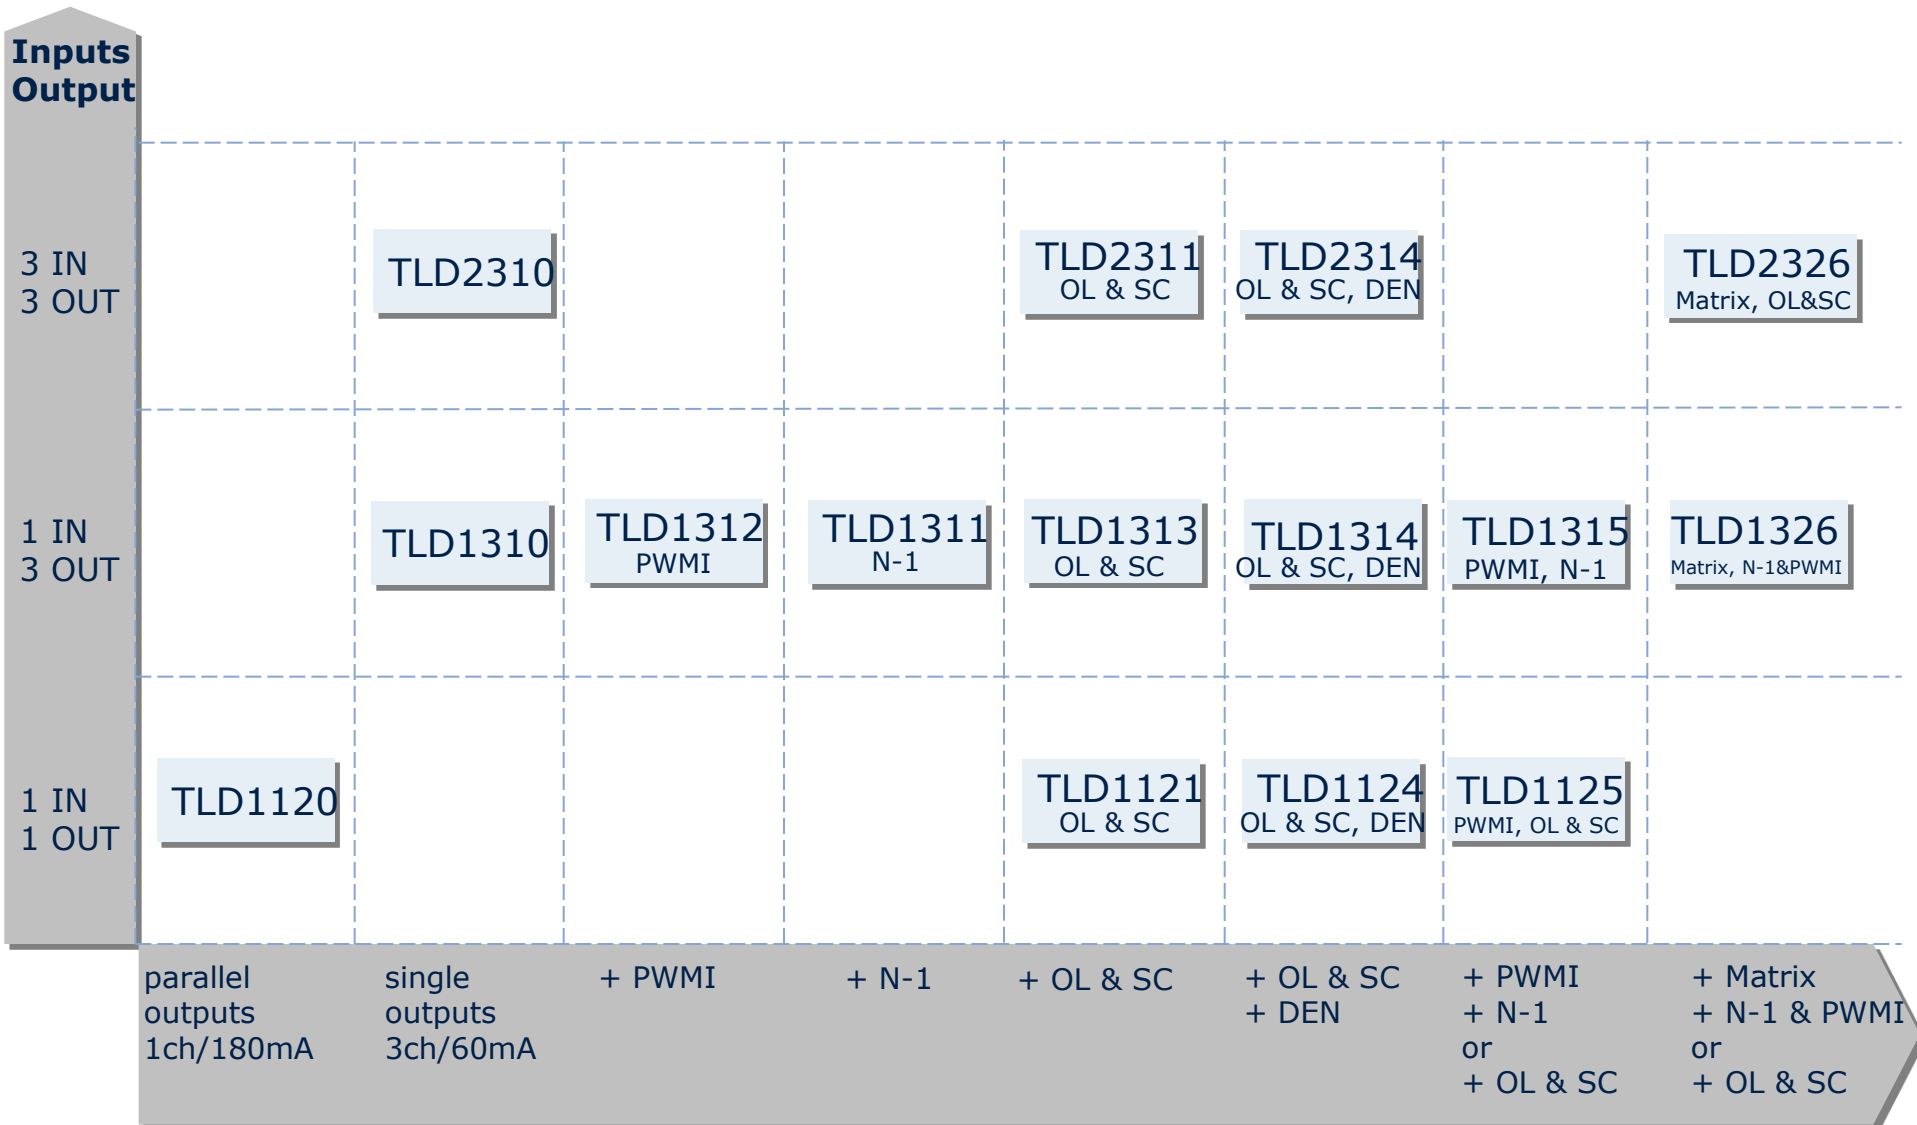 Inputs
Output
3 IN
3 OUT
TLD2310
TLD2311
OL & SC
TLD2314
OL & SC, DEN
TLD2326
Matrix, OL&SC
1 IN
3 OUT
TLD1310
TLD1312
PWMI
TLD1311
N-1
TLD1313
OL & SC
TLD1314
OL & SC, DEN
TLD1315
PWMI, N-1
TLD1326
Matrix, N-1&PWMI
1 IN
1 OUT
TLD1120
TLD1121
OL & SC
TLD1124
OL & SC, DEN
TLD1125
PWMI, OL & SC
parallel
outputs
1ch/180mA
single
outputs
3ch/60mA
+ PWMI
+ N-1
+ OL & SC
+ OL & SC
+ DEN
+ PWMI
+ N-1
or
+ OL & SC
+ Matrix
+ N-1 & PWMI
or
+ OL & SC